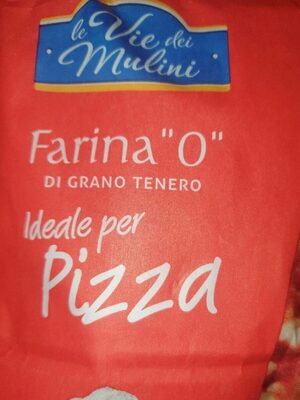 le Vie dei
Mulini
Farina "0"
DI GRANO TENERO
Ideale per
Pizza